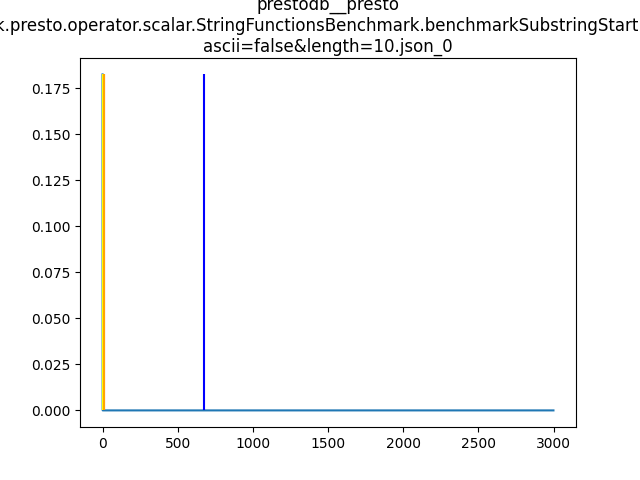 prestodb__presto
k.presto.operator.scalar.StringFunctionsBenchmark.benchmarkSubstringStart
ascii=false&length=10.json_0
0.175
0.150
0.125
0.100
0.075
0.050
0.025
0.000
0 500 1000 1500 2000 2500 3000